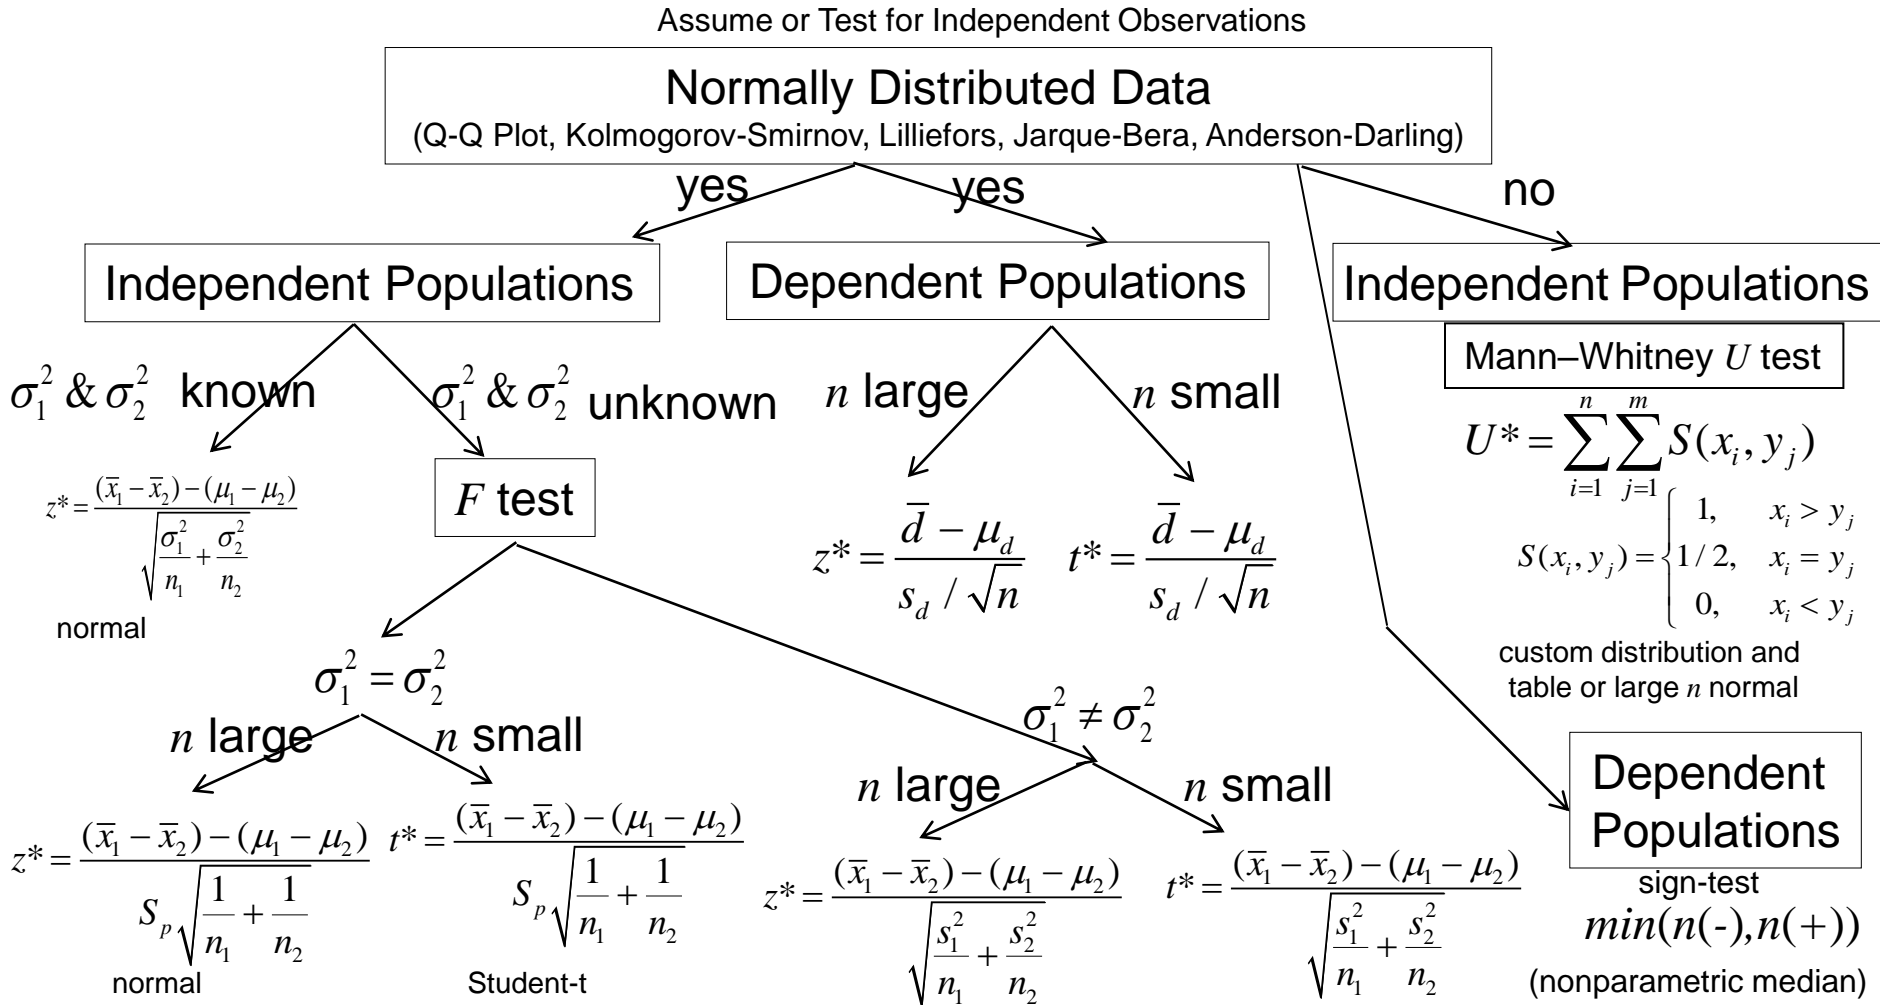 Assume or Test for Independent Observations
Normally Distributed Data
(Q-Q Plot, Kolmogorov-Smirnov, Lilliefors, Jarque-Bera, Anderson-Darling)
yes
yes
no
Independent Populations
Dependent Populations
Independent Populations
Mann–Whitney U test
σ₁² & σ₂² known
σ₁² & σ₂² unknown
n large
n small
U* = ∑_{i=1}^{n} ∑_{j=1}^{m} S(xᵢ, yⱼ)
S(xᵢ, yⱼ) = { 1, xᵢ > yⱼ
1/2, xᵢ = yⱼ
0, xᵢ < yⱼ
custom distribution and
table or large n normal
z* = ((x̄₁ − x̄₂) − (μ₁ − μ₂)) / √(σ₁²/n₁ + σ₂²/n₂)
normal
F test
z* = (d̄ − μ_d) / (s_d / √n)
t* = (d̄ − μ_d) / (s_d / √n)
σ₁² = σ₂²
σ₁² ≠ σ₂²
n large
n small
n large
n small
Dependent
Populations
sign-test
min(n(-),n(+))
(nonparametric median)
z* = ((x̄₁ − x̄₂) − (μ₁ − μ₂)) / (S_p √(1/n₁ + 1/n₂))
normal
t* = ((x̄₁ − x̄₂) − (μ₁ − μ₂)) / (S_p √(1/n₁ + 1/n₂))
Student-t
z* = ((x̄₁ − x̄₂) − (μ₁ − μ₂)) / √(s₁²/n₁ + s₂²/n₂)
t* = ((x̄₁ − x̄₂) − (μ₁ − μ₂)) / √(s₁²/n₁ + s₂²/n₂)